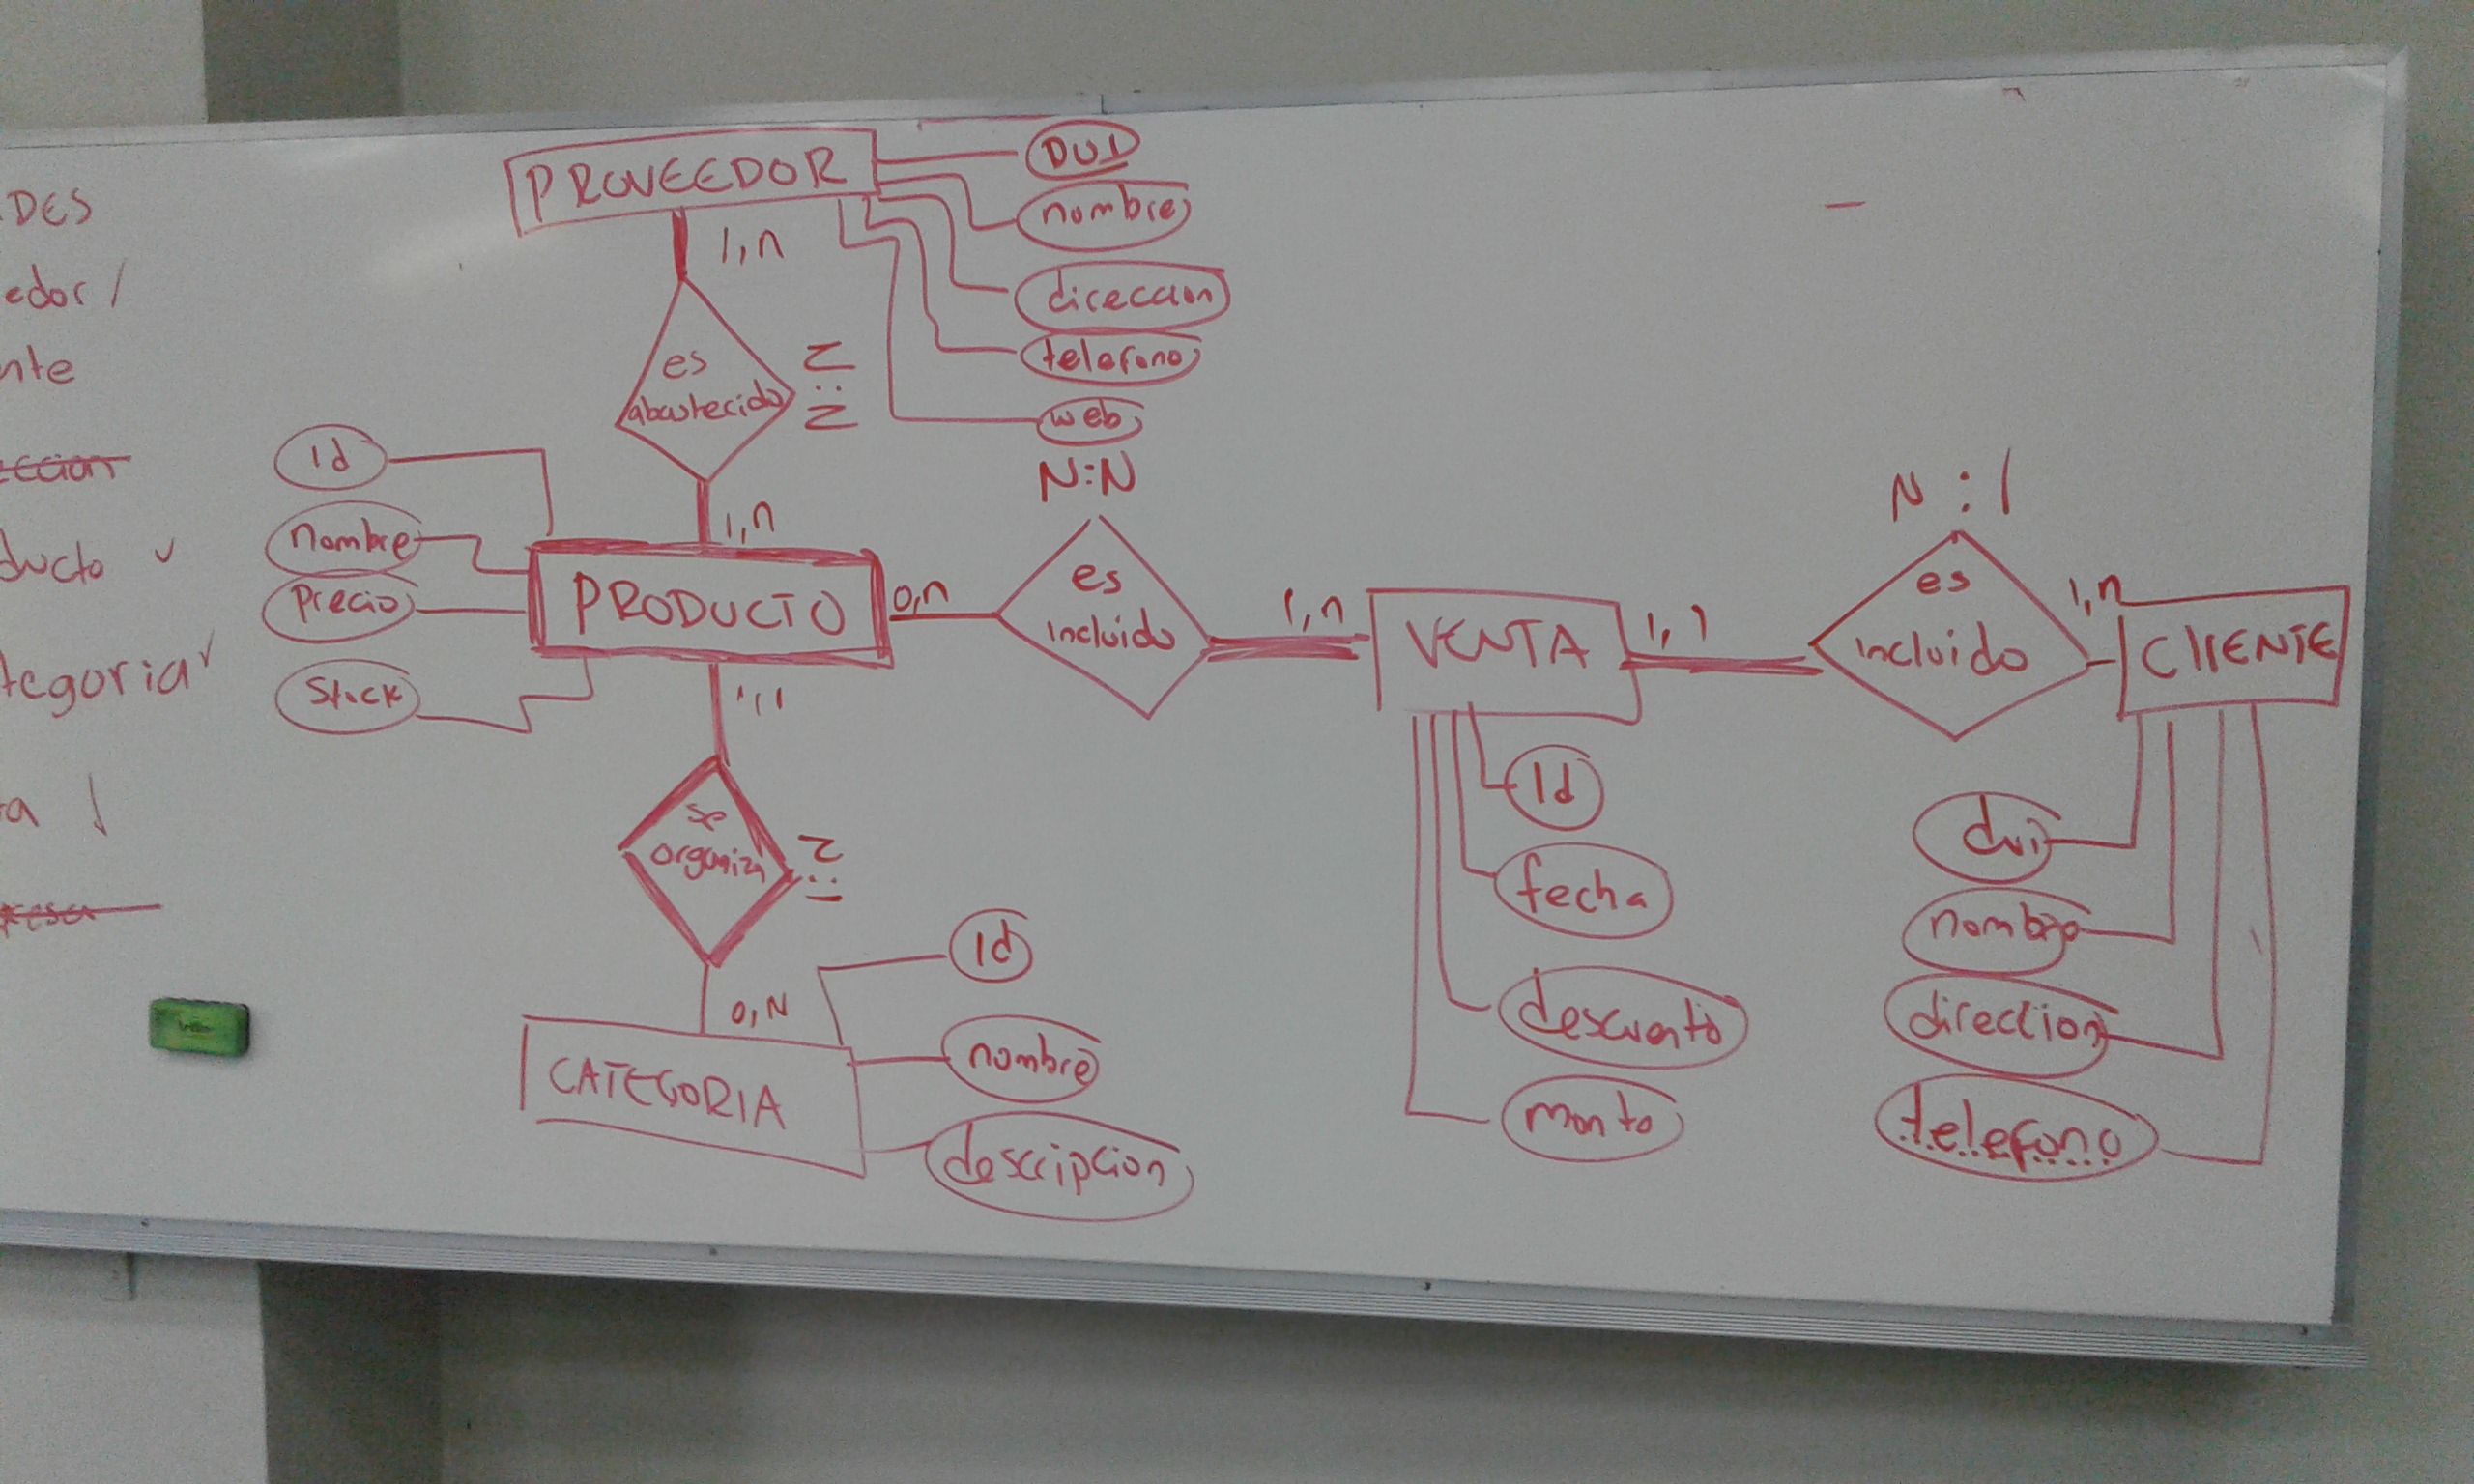 DES
edor /
nte
ccion
ducto ✓
tegoria ✓
a
PROVEEDOR
DUI
nombre
direccion
telefono
web
1,n
es
abastecido
N:N
1,n
Id
nombre
Precio
Stock
PRODUCTO
0,n
N:N
es
incluido
1,n
VENTA
1,1
N:1
es
incluido
1,n
CLIENTE
1,1
se
organiza
N:1
0,N
CATEGORIA
Id
nombre
descripcion
Id
fecha
descuento
monto
dui
nombre
direccion
telefono